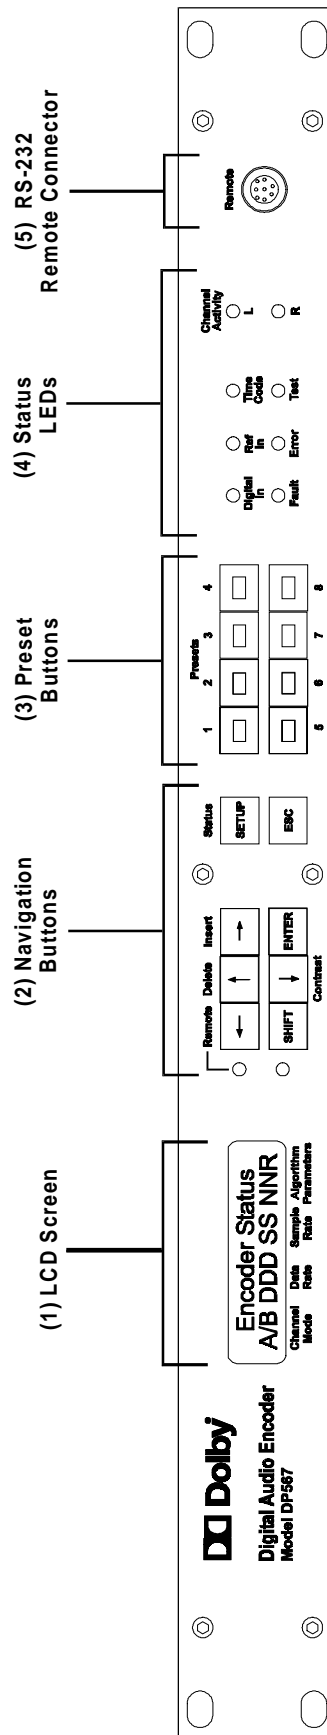 (1) LCD Screen
(2) Navigation
Buttons
(3) Preset
Buttons
(4) Status
LEDs
(5) RS-232
Remote Connector
Dolby
Digital Audio Encoder
Model DP567
Encoder Status
A/B DDD SS NNR
Channel Data Sample Algorithm
Mode Rate Rate Parameters
Remote Delete Insert Status
← ↑ → SETUP
SHIFT ↓ ENTER ESC
Contrast
Presets
1 2 3 4
5 6 7 8
Digital Ref Time Channel
In In Code Activity
L
Fault Error Test R
Remote